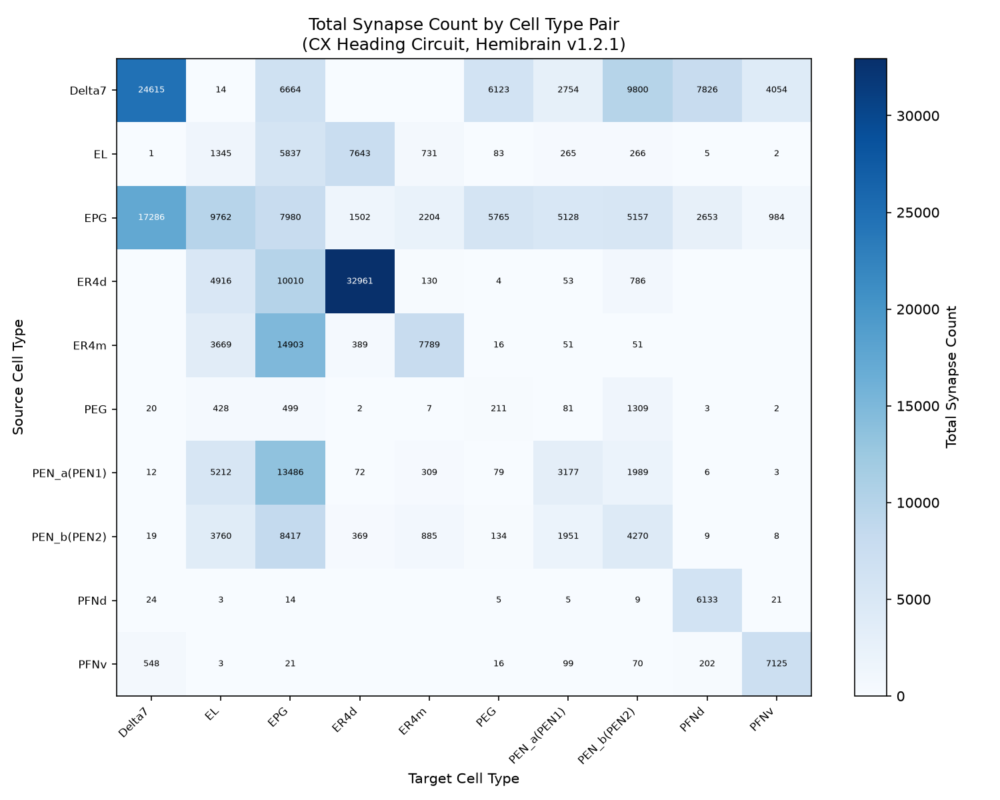 Total Synapse Count by Cell Type Pair
(CX Heading Circuit, Hemibrain v1.2.1)
Source Cell Type
Delta7 24615 14 6664 6123 2754 9800 7826 4054
EL 1 1345 5837 7643 731 83 265 266 5 2
EPG 17286 9762 7980 1502 2204 5765 5128 5157 2653 984
ER4d 4916 10010 32961 130 4 53 786
ER4m 3669 14903 389 7789 16 51 51
PEG 20 428 499 2 7 211 81 1309 3 2
PEN_a(PEN1) 12 5212 13486 72 309 79 3177 1989 6 3
PEN_b(PEN2) 19 3760 8417 369 885 134 1951 4270 9 8
PFNd 24 3 14 5 5 9 6133 21
PFNv 548 3 21 16 99 70 202 7125
Delta7 EL EPG ER4d ER4m PEG PEN_a(PEN1) PEN_b(PEN2) PFNd PFNv
Target Cell Type
30000
25000
20000
15000
10000
5000
0
Total Synapse Count